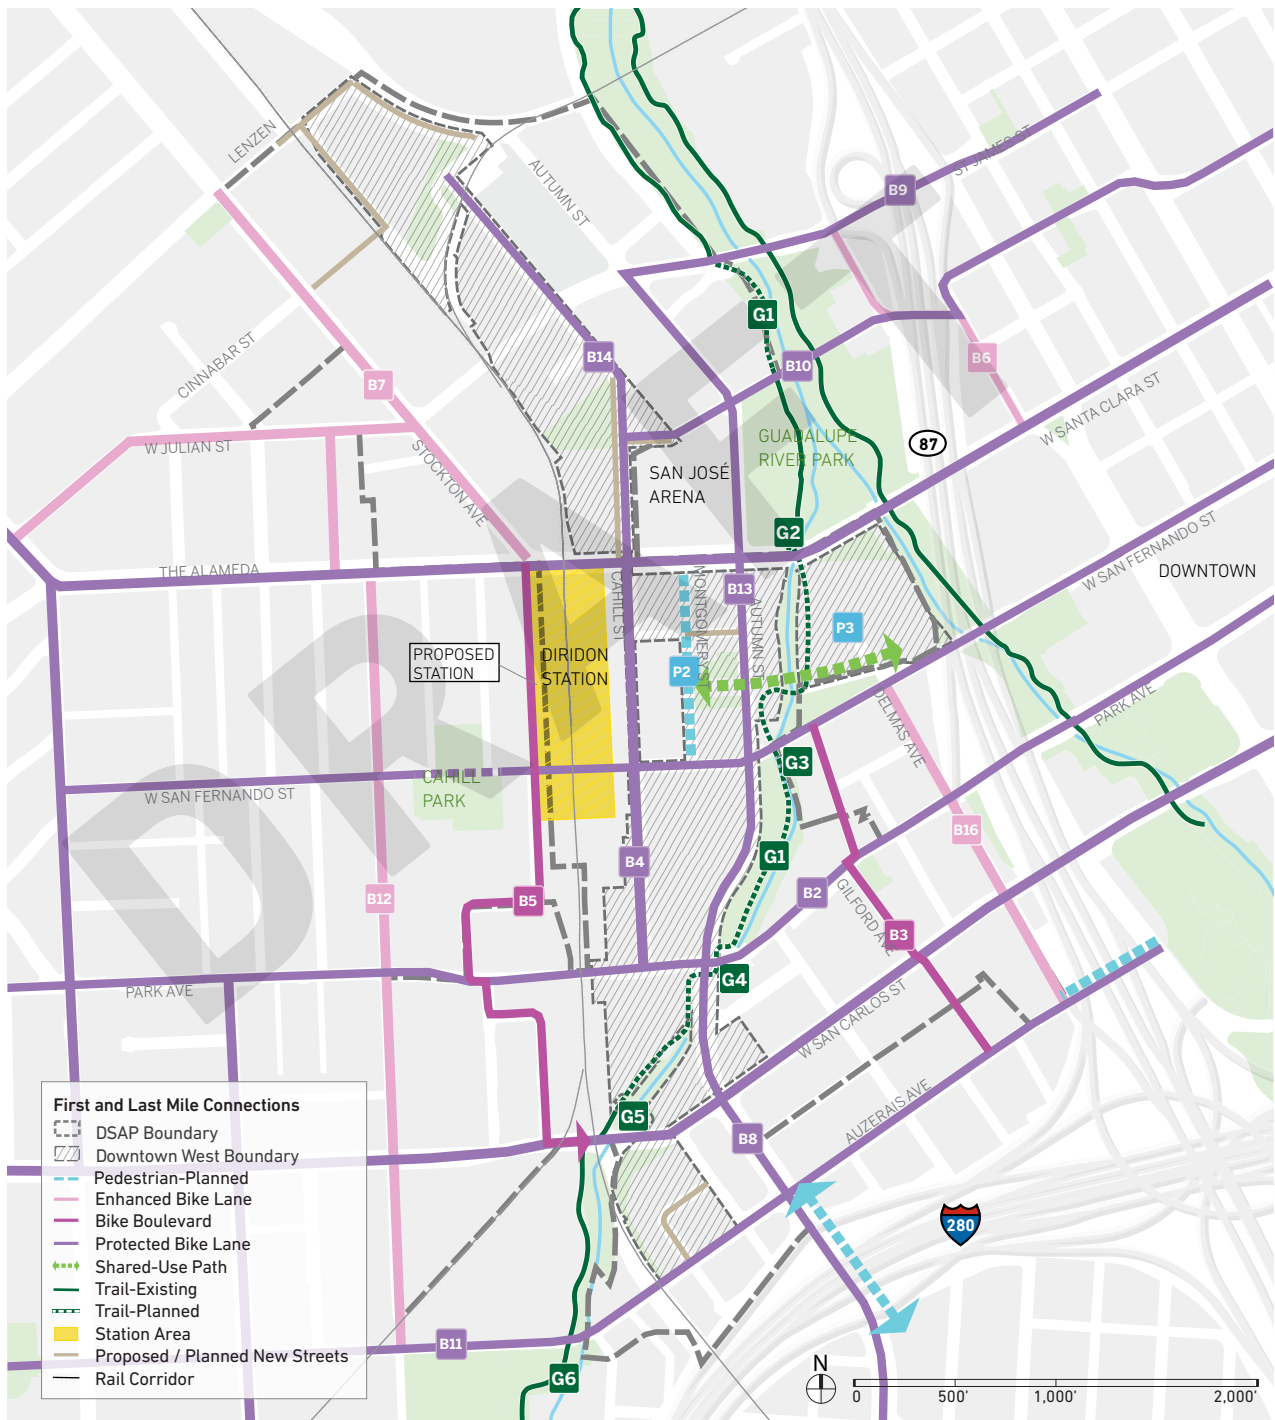 LENZEN
AUTUMN ST
ST JAMES ST
B9
G1
B14
B10
B6
CINNABAR ST
B7
W SANTA CLARA ST
GUADALUPE
RIVER PARK
87
W JULIAN ST
STOCKTON AVE
SAN JOSÉ
ARENA
G2
W SAN FERNANDO ST
THE ALAMEDA
DOWNTOWN
CAHILL ST
MONTGOMERY ST
B13
AUTUMN ST
P3
PROPOSED
STATION
DIRIDON
STATION
P2
DELMAS AVE
PARK AVE
G3
CAHILL
PARK
W SAN FERNANDO ST
B16
B4
G1
B2
GILFORD AVE
B12
B5
B3
G4
PARK AVE
W SAN CARLOS ST
G5
B8
AUZERAIS AVE
280
B11
G6
DRAFT
First and Last Mile Connections
DSAP Boundary
Downtown West Boundary
Pedestrian-Planned
Enhanced Bike Lane
Bike Boulevard
Protected Bike Lane
Shared-Use Path
Trail-Existing
Trail-Planned
Station Area
Proposed / Planned New Streets
Rail Corridor
N
0 500' 1,000' 2,000'